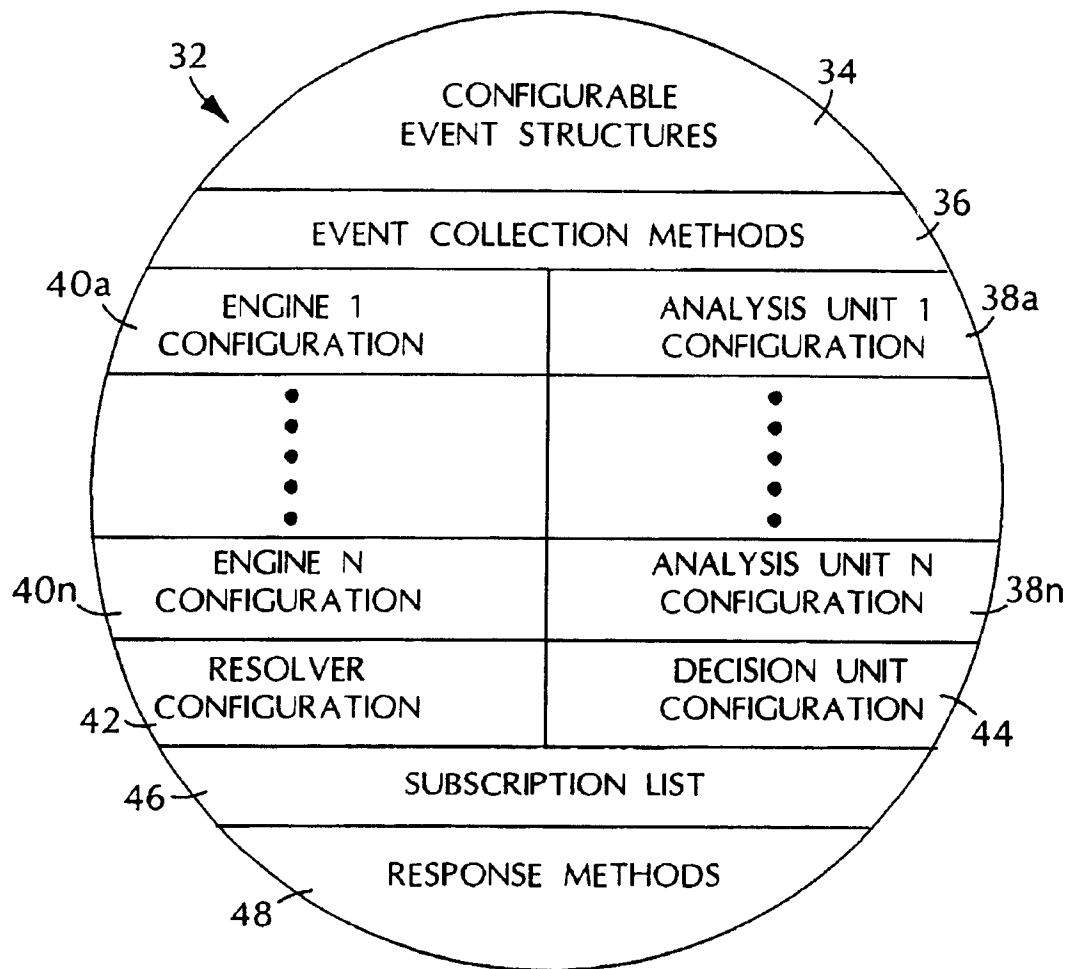 32
34
CONFIGURABLE
EVENT STRUCTURES
36
EVENT COLLECTION METHODS
40a
ENGINE 1
CONFIGURATION
ANALYSIS UNIT 1
CONFIGURATION
38a
40n
ENGINE N
CONFIGURATION
ANALYSIS UNIT N
CONFIGURATION
38n
RESOLVER
CONFIGURATION
42
DECISION UNIT
CONFIGURATION
44
46
SUBSCRIPTION LIST
RESPONSE METHODS
48